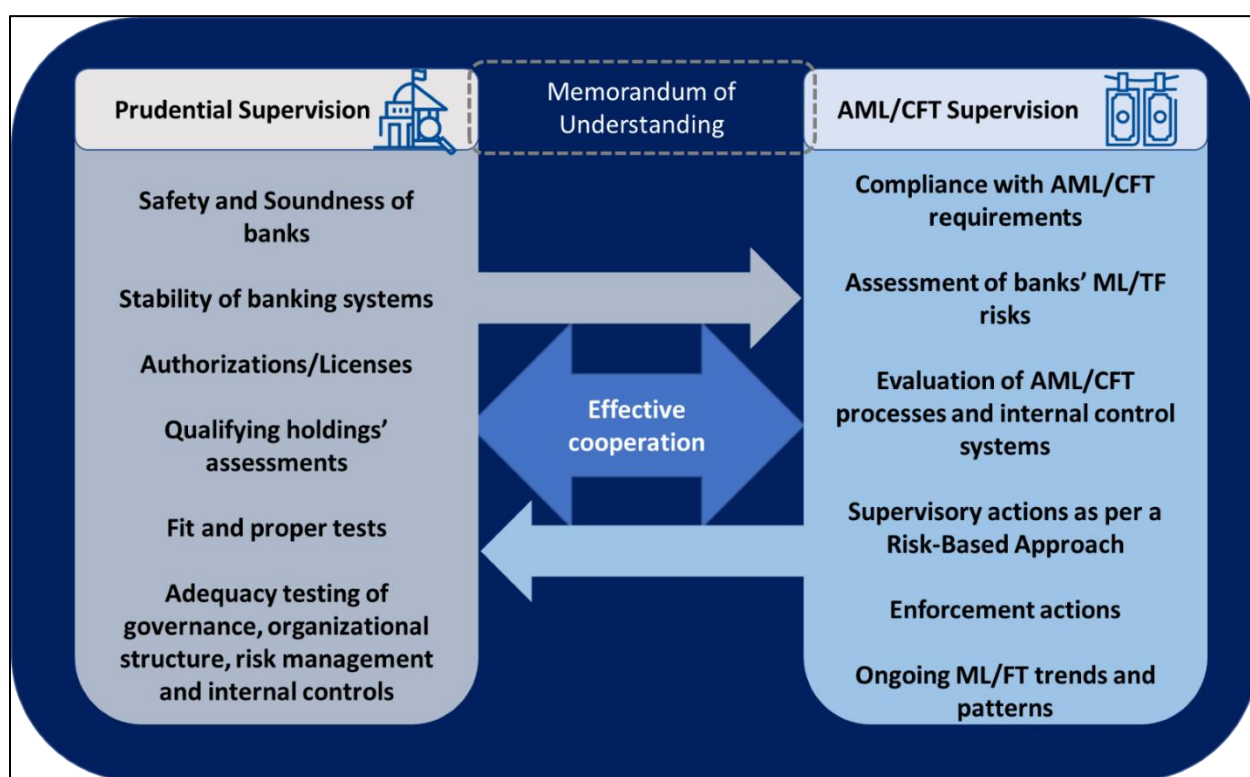 Prudential Supervision
Safety and Soundness of
banks
Stability of banking systems
Authorizations/Licenses
Qualifying holdings’
assessments
Fit and proper tests
Adequacy testing of
governance, organizational
structure, risk management
and internal controls
Memorandum of
Understanding
Effective
cooperation
AML/CFT Supervision
Compliance with AML/CFT
requirements
Assessment of banks’ ML/TF
risks
Evaluation of AML/CFT
processes and internal control
systems
Supervisory actions as per a
Risk-Based Approach
Enforcement actions
Ongoing ML/FT trends and
patterns